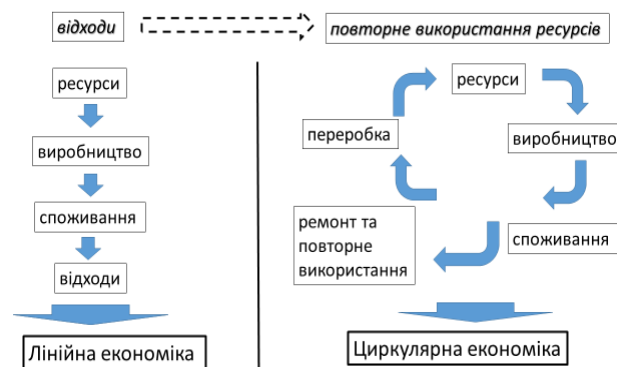 відходи
повторне використання ресурсів
ресурси
виробництво
споживання
відходи
Лінійна економіка
ресурси
виробництво
споживання
ремонт та
повторне
використання
переробка
Циркулярна економіка